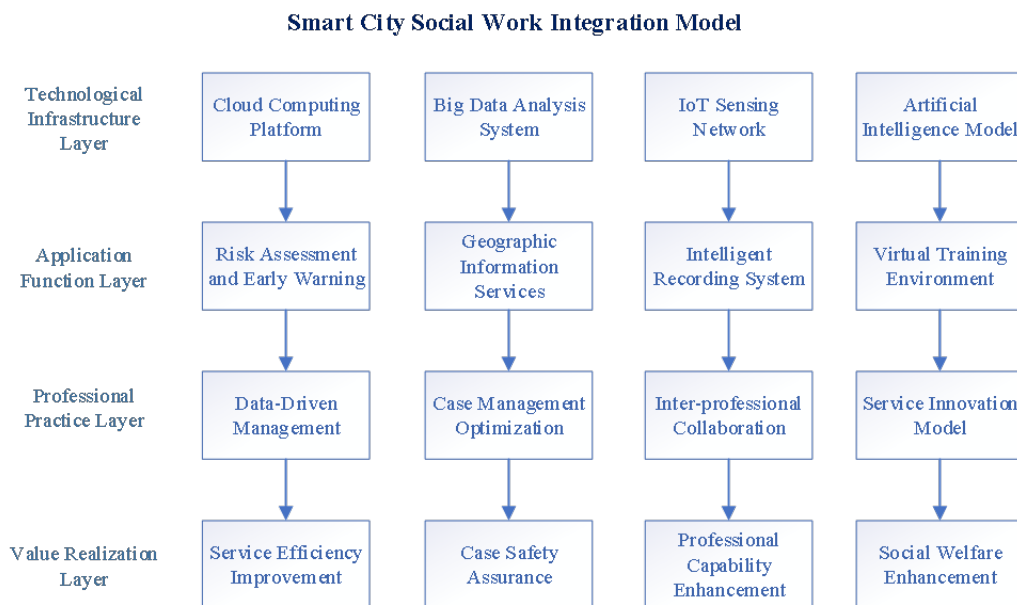 Smart City Social Work Integration Model
Technological
Infrastructure
Layer
Cloud Computing
Platform
Big Data Analysis
System
IoT Sensing
Network
Artificial
Intelligence Model
Application
Function Layer
Risk Assessment
and Early Warning
Geographic
Information
Services
Intelligent
Recording System
Virtual Training
Environment
Professional
Practice Layer
Data-Driven
Management
Case Management
Optimization
Inter-professional
Collaboration
Service Innovation
Model
Value Realization
Layer
Service Efficiency
Improvement
Case Safety
Assurance
Professional
Capability
Enhancement
Social Welfare
Enhancement